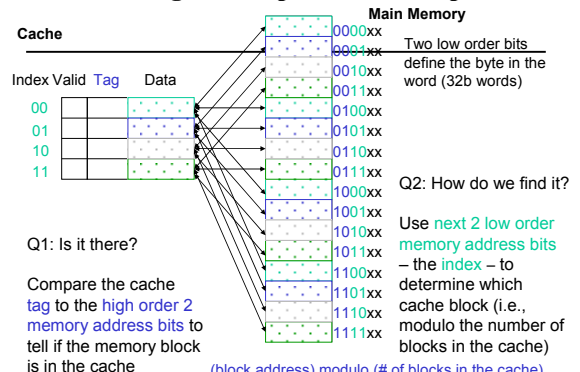 Main Memory
Cache
Index Valid Tag Data
00
01
10
11
0000xx
0001xx
0010xx
0011xx
0100xx
0101xx
0110xx
0111xx
1000xx
1001xx
1010xx
1011xx
1100xx
1101xx
1110xx
1111xx
Two low order bits
define the byte in the
word (32b words)
Q1: Is it there?
Compare the cache
tag to the high order 2
memory address bits to
tell if the memory block
is in the cache
Q2: How do we find it?
Use next 2 low order
memory address bits
– the index – to
determine which
cache block (i.e.,
modulo the number of
blocks in the cache)
(block address) modulo (# of blocks in the cache)